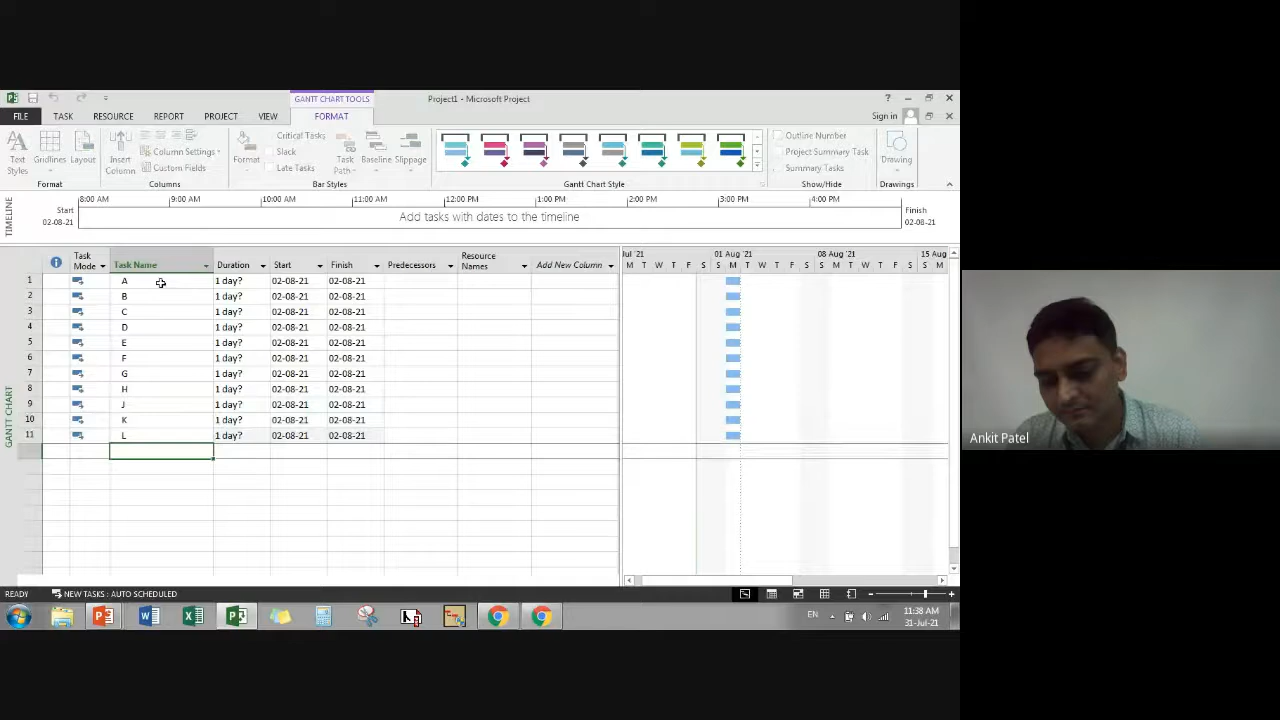 GANTT CHART TOOLS
Project1 - Microsoft Project
FILE TASK RESOURCE REPORT PROJECT VIEW FORMAT Sign in
Text Styles Gridlines Layout Insert Column Column Settings Custom Fields Format Critical Tasks Slack Late Tasks Task Path Baseline Slippage Outline Number Project Summary Task Summary Tasks Drawing
Format Columns Bar Styles Gantt Chart Style Show/Hide Drawings
TIMELINE
8:00 AM 9:00 AM 10:00 AM 11:00 AM 12:00 PM 1:00 PM 2:00 PM 3:00 PM 4:00 PM
Start
02-08-21
Add tasks with dates to the timeline
Finish
02-08-21
Task Mode Task Name Duration Start Finish Predecessors Resource Names Add New Column
Jul '21 01 Aug '21 08 Aug '21 15 Aug
M T W T F S S M T W T F S S M T W T F S S M
1 A 1 day? 02-08-21 02-08-21
2 B 1 day? 02-08-21 02-08-21
3 C 1 day? 02-08-21 02-08-21
4 D 1 day? 02-08-21 02-08-21
5 E 1 day? 02-08-21 02-08-21
6 F 1 day? 02-08-21 02-08-21
7 G 1 day? 02-08-21 02-08-21
8 H 1 day? 02-08-21 02-08-21
9 J 1 day? 02-08-21 02-08-21
10 K 1 day? 02-08-21 02-08-21
11 L 1 day? 02-08-21 02-08-21
GANTT CHART
READY NEW TASKS : AUTO SCHEDULED
EN
11:38 AM
31-Jul-21
Ankit Patel